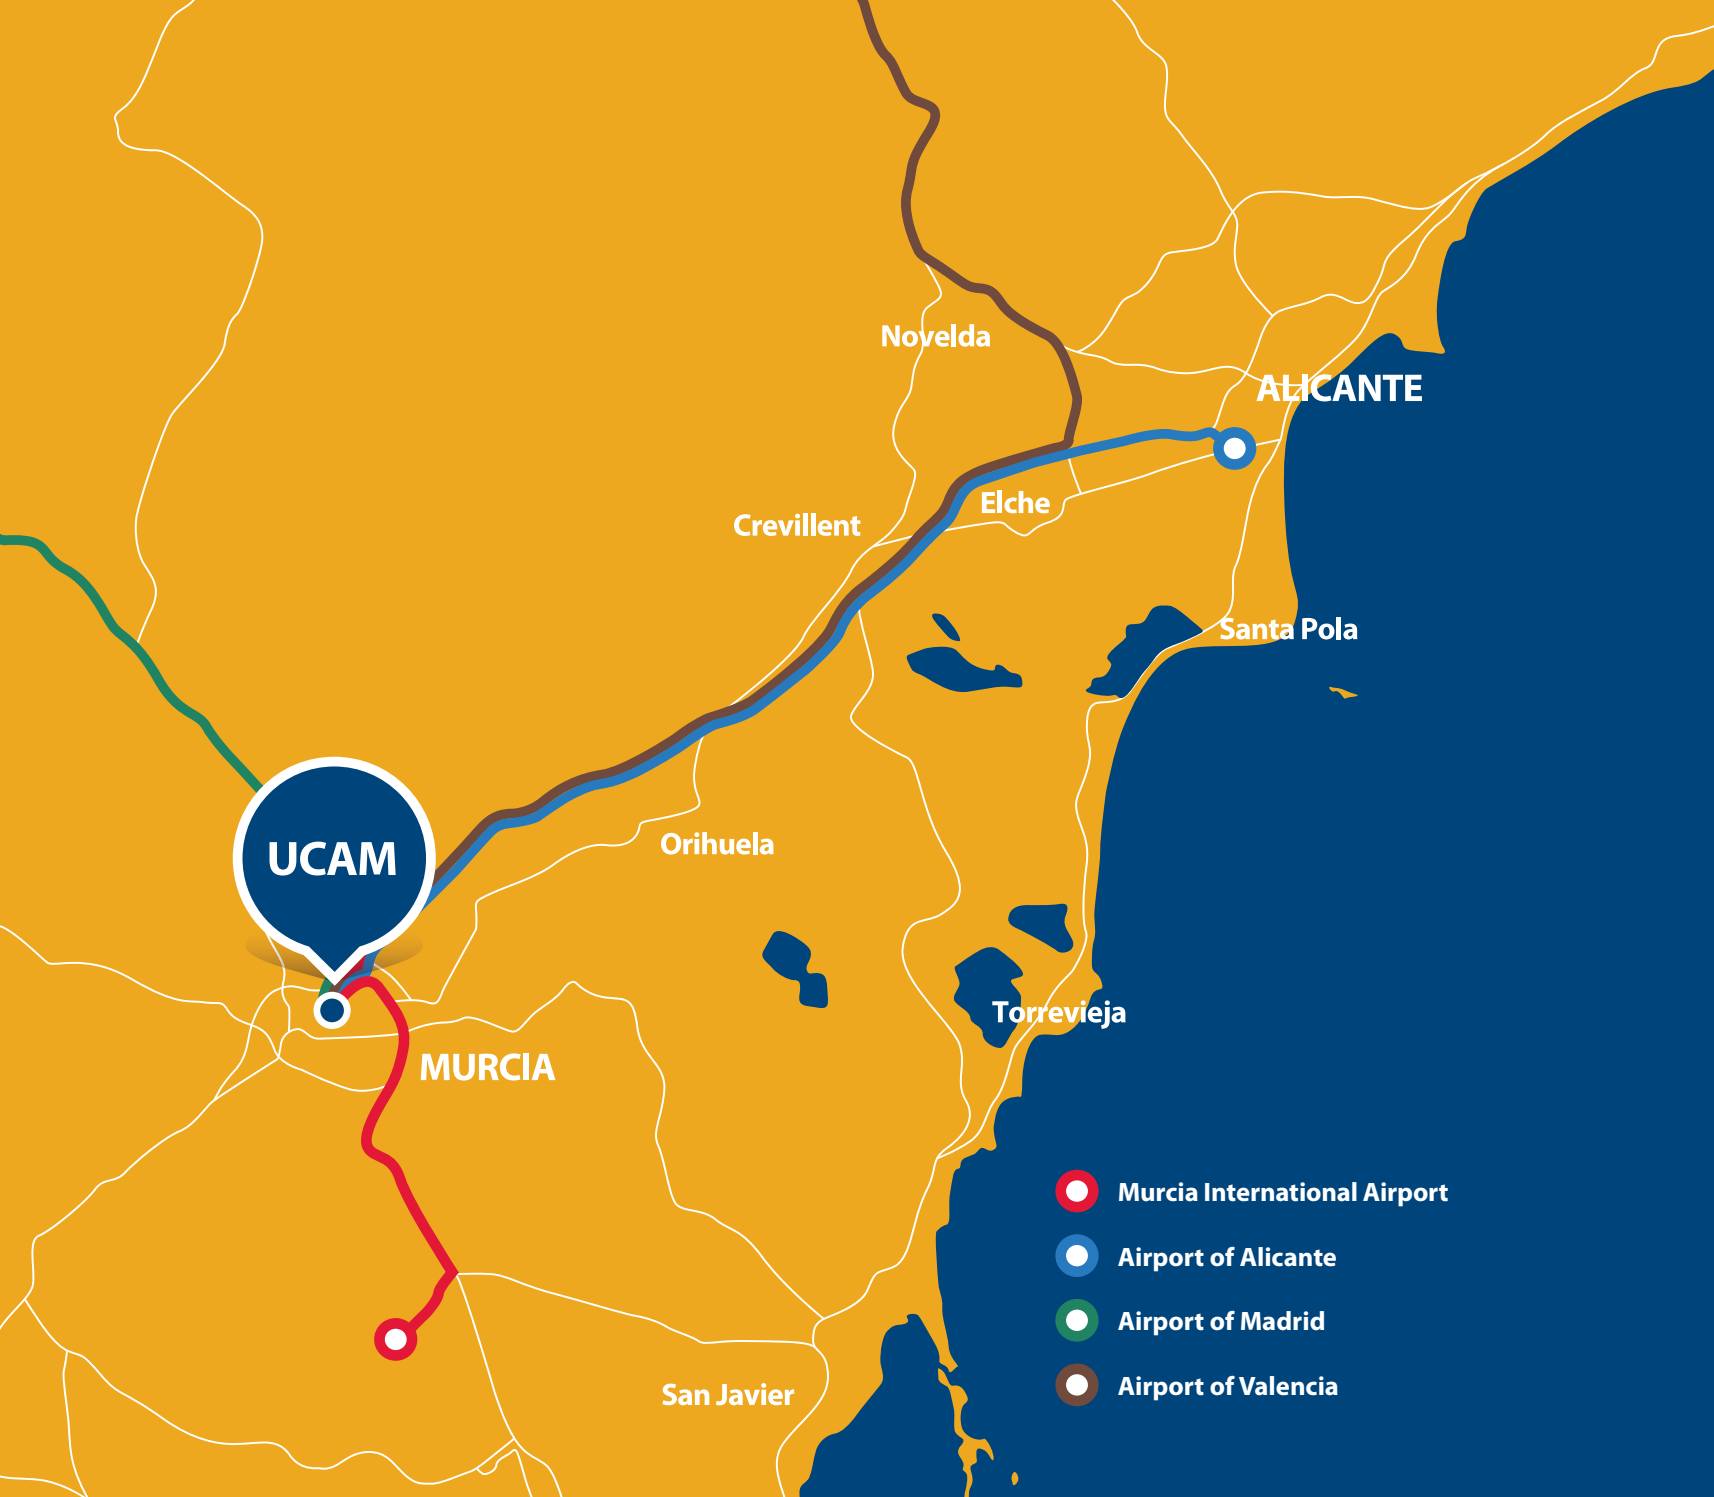 Novelda
ALICANTE
Elche
Crevillent
Santa Pola
Orihuela
UCAM
Torrevieja
MURCIA
San Javier
Murcia International Airport
Airport of Alicante
Airport of Madrid
Airport of Valencia